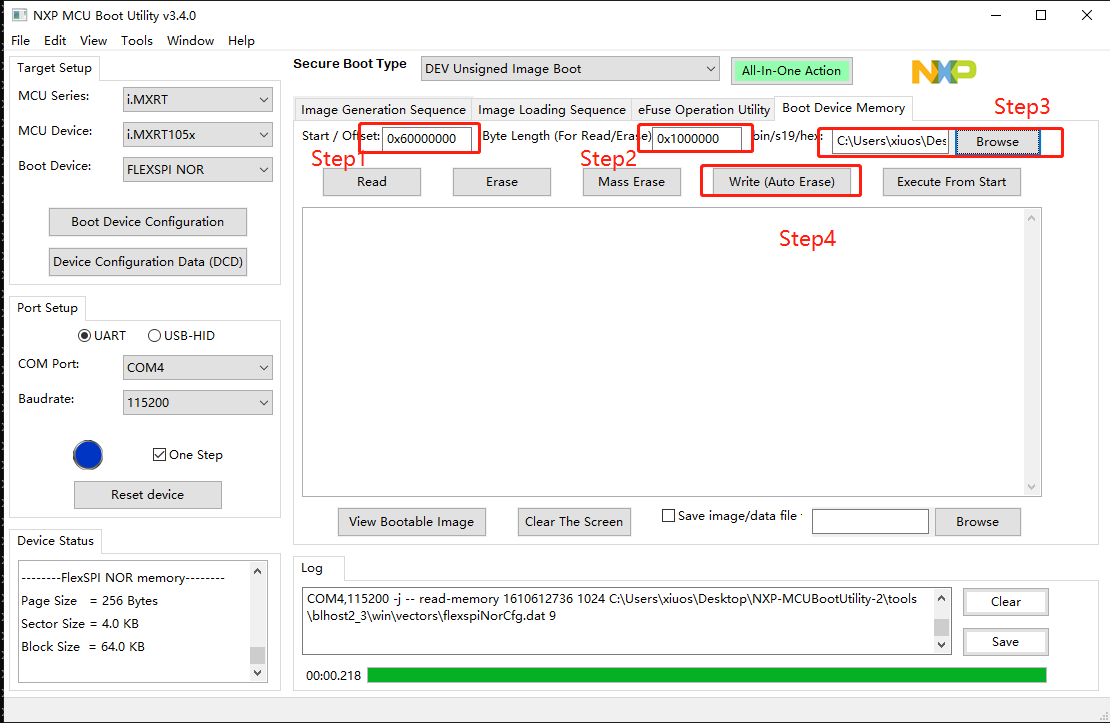 NXP MCU Boot Utility v3.4.0
File Edit View Tools Window Help
Target Setup
MCU Series: i.MXRT
MCU Device: i.MXRT105x
Boot Device: FLEXSPI NOR
Boot Device Configuration
Device Configuration Data (DCD)
Port Setup
UART USB-HID
COM Port: COM4
Baudrate: 115200
One Step
Reset device
Device Status
--------FlexSPI NOR memory--------
Page Size = 256 Bytes
Sector Size = 4.0 KB
Block Size = 64.0 KB
Secure Boot Type DEV Unsigned Image Boot All-In-One Action NXP
Image Generation Sequence Image Loading Sequence eFuse Operation Utility Boot Device Memory
Step3
Start / Offset: 0x60000000 Byte Length (For Read/Erase) 0x1000000 bin/s19/hex: C:\Users\xiuos\Des Browse
Step1 Step2
Read Erase Mass Erase Write (Auto Erase) Execute From Start
Step4
View Bootable Image Clear The Screen Save image/data file Browse
Log
COM4,115200 -j -- read-memory 1610612736 1024 C:\Users\xiuos\Desktop\NXP-MCUBootUtility-2\tools
\blhost2_3\win\vectors\flexspiNorCfg.dat 9
Clear
Save
00:00.218